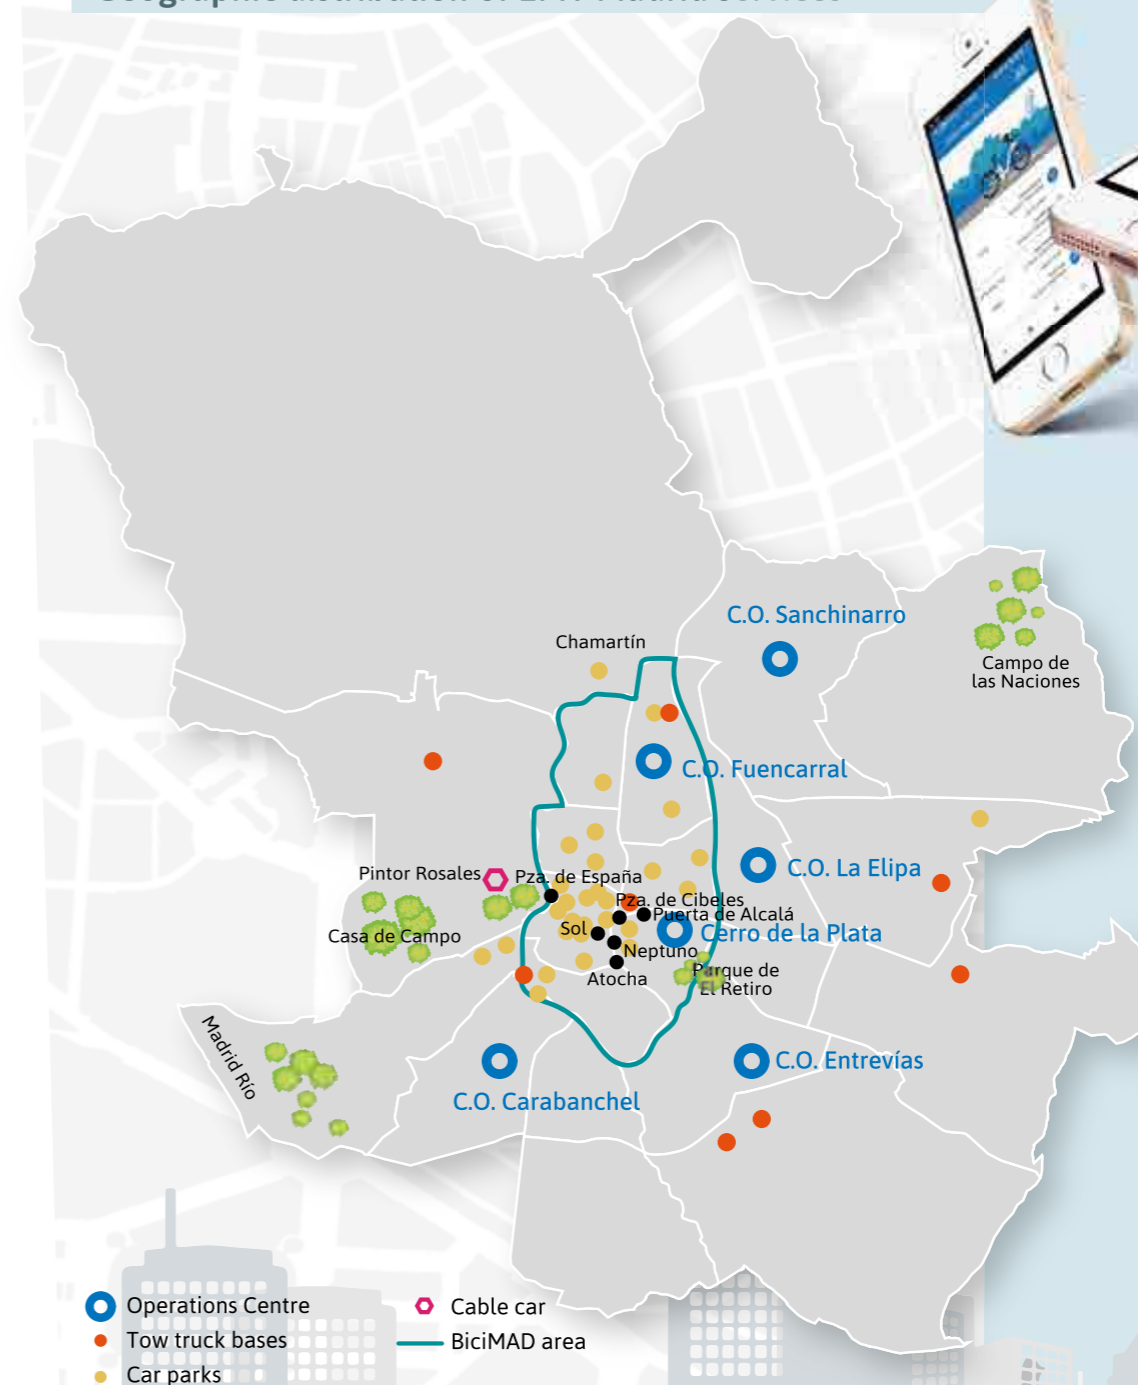 C.O. Sanchinarro
Chamartín
Campo de
las Naciones
C.O. Fuencarral
C.O. La Elipa
Pintor Rosales
Pza. de España
Pza. de Cibeles
Puerta de Alcalá
Sol
Cerro de la Plata
Casa de Campo
Neptuno
Atocha
Parque de
El Retiro
Madrid Río
C.O. Entrevías
C.O. Carabanchel
Operations Centre
Cable car
Tow truck bases
BiciMAD area
Car parks